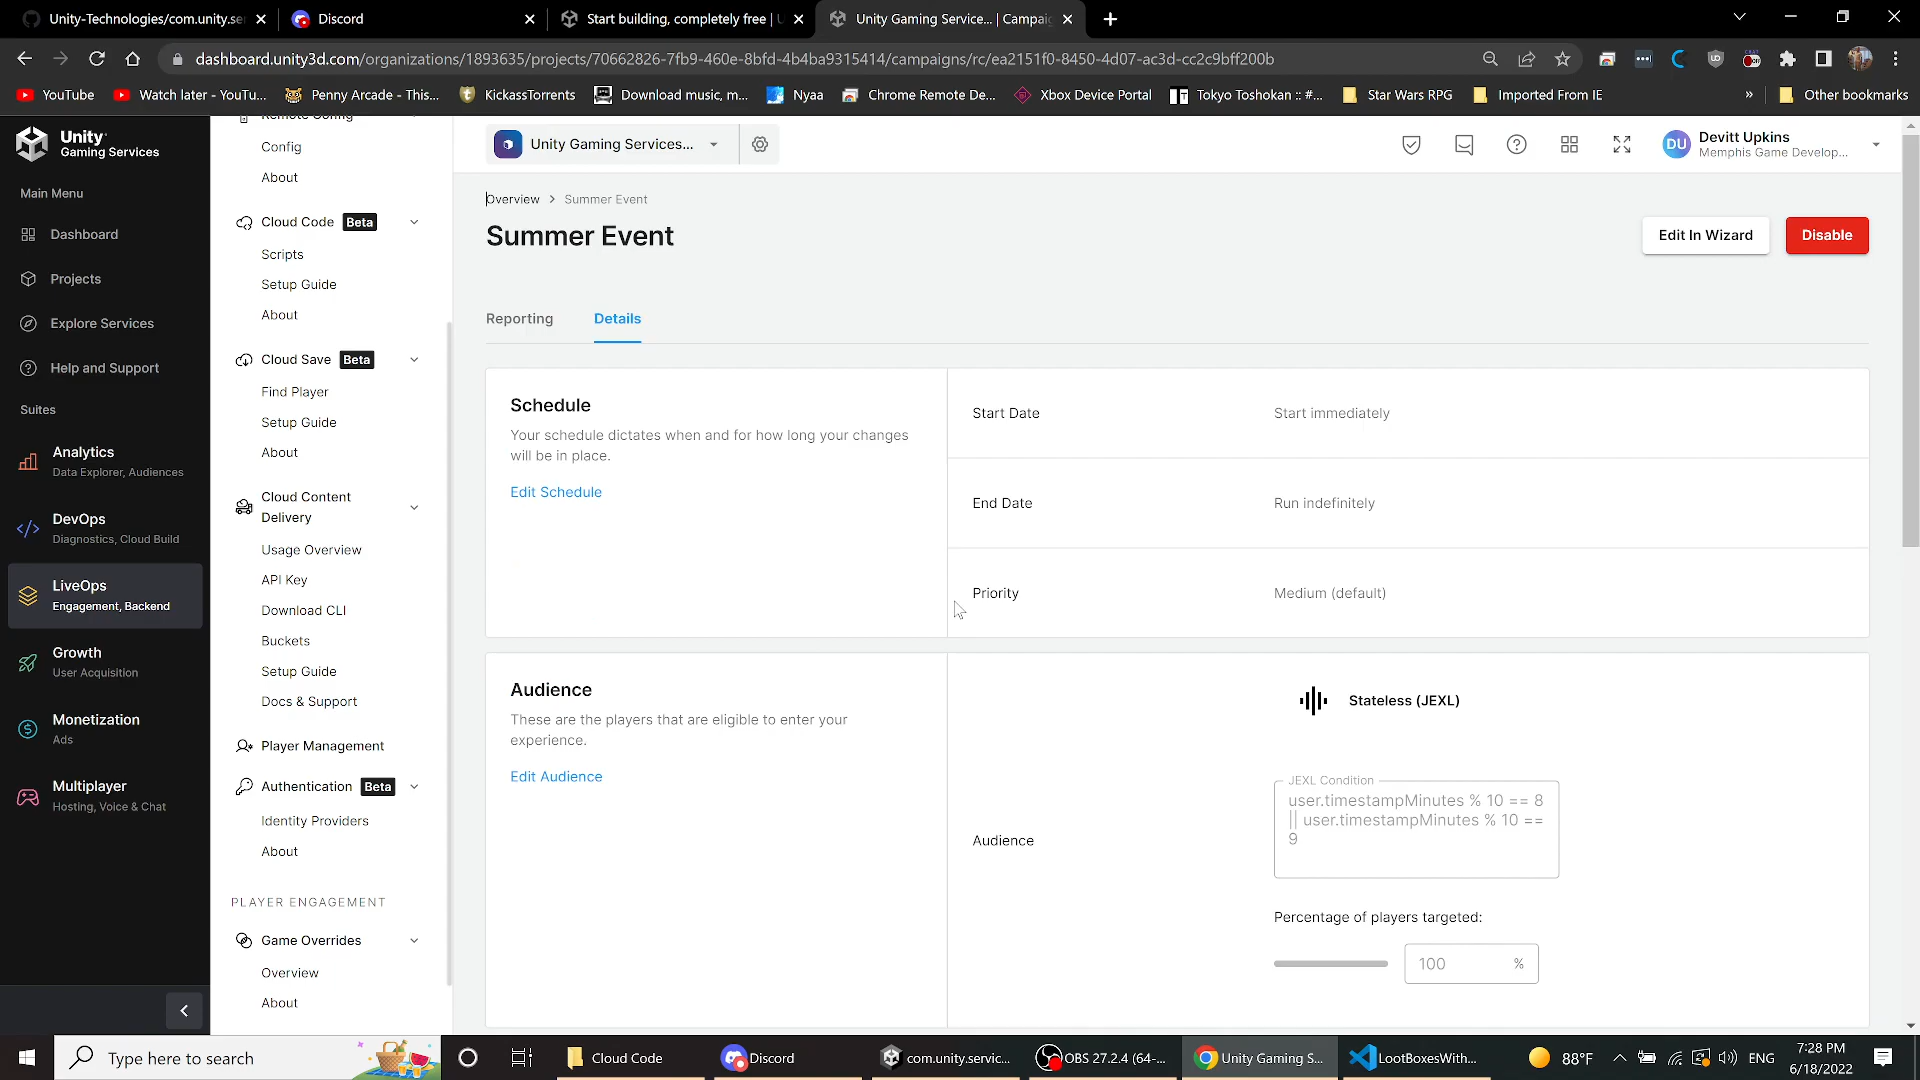 Unity-Technologies/com.unity.se
Discord
Start building, completely free | U
Unity Gaming Service... | Campaig
dashboard.unity3d.com/organizations/1893635/projects/70662826-7fb9-460e-8bfd-4b4ba9315414/campaigns/rc/ea2151f0-8450-4d07-ac3d-cc2c9bff200b
YouTube
Watch later - YouTu...
Penny Arcade - This...
KickassTorrents
Download music, m...
Nyaa
Chrome Remote De...
Xbox Device Portal
Tokyo Toshokan :: #...
Star Wars RPG
Imported From IE
»
Other bookmarks
Unity
Gaming Services
Main Menu
Dashboard
Projects
Explore Services
Help and Support
Suites
Analytics
Data Explorer, Audiences
DevOps
Diagnostics, Cloud Build
LiveOps
Engagement, Backend
Growth
User Acquisition
Monetization
Ads
Multiplayer
Hosting, Voice & Chat
Remote Config
Config
About
Cloud Code Beta
Scripts
Setup Guide
About
Cloud Save Beta
Find Player
Setup Guide
About
Cloud Content
Delivery
Usage Overview
API Key
Download CLI
Buckets
Setup Guide
Docs & Support
Player Management
Authentication Beta
Identity Providers
About
PLAYER ENGAGEMENT
Game Overrides
Overview
About
Unity Gaming Services...
DU
Devitt Upkins
Memphis Game Develop...
Overview > Summer Event
Summer Event
Edit In Wizard
Disable
Reporting
Details
Schedule
Your schedule dictates when and for how long your changes
will be in place.
Edit Schedule
Start Date
Start immediately
End Date
Run indefinitely
Priority
Medium (default)
Audience
These are the players that are eligible to enter your
experience.
Edit Audience
Stateless (JEXL)
Audience
JEXL Condition
user.timestampMinutes % 10 == 8
|| user.timestampMinutes % 10 ==
9
Percentage of players targeted:
100 %
Type here to search
Cloud Code
Discord
com.unity.servic...
OBS 27.2.4 (64-...
Unity Gaming S...
LootBoxesWith...
88°F
ENG
7:28 PM
6/18/2022